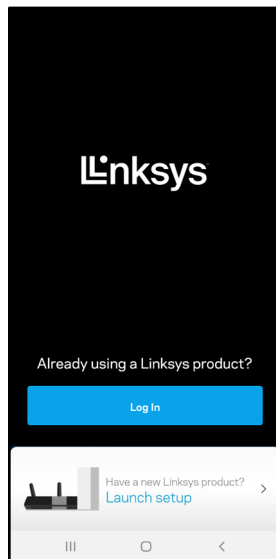 Linksys
Already using a Linksys product?
Log In
Have a new Linksys product?
Launch setup